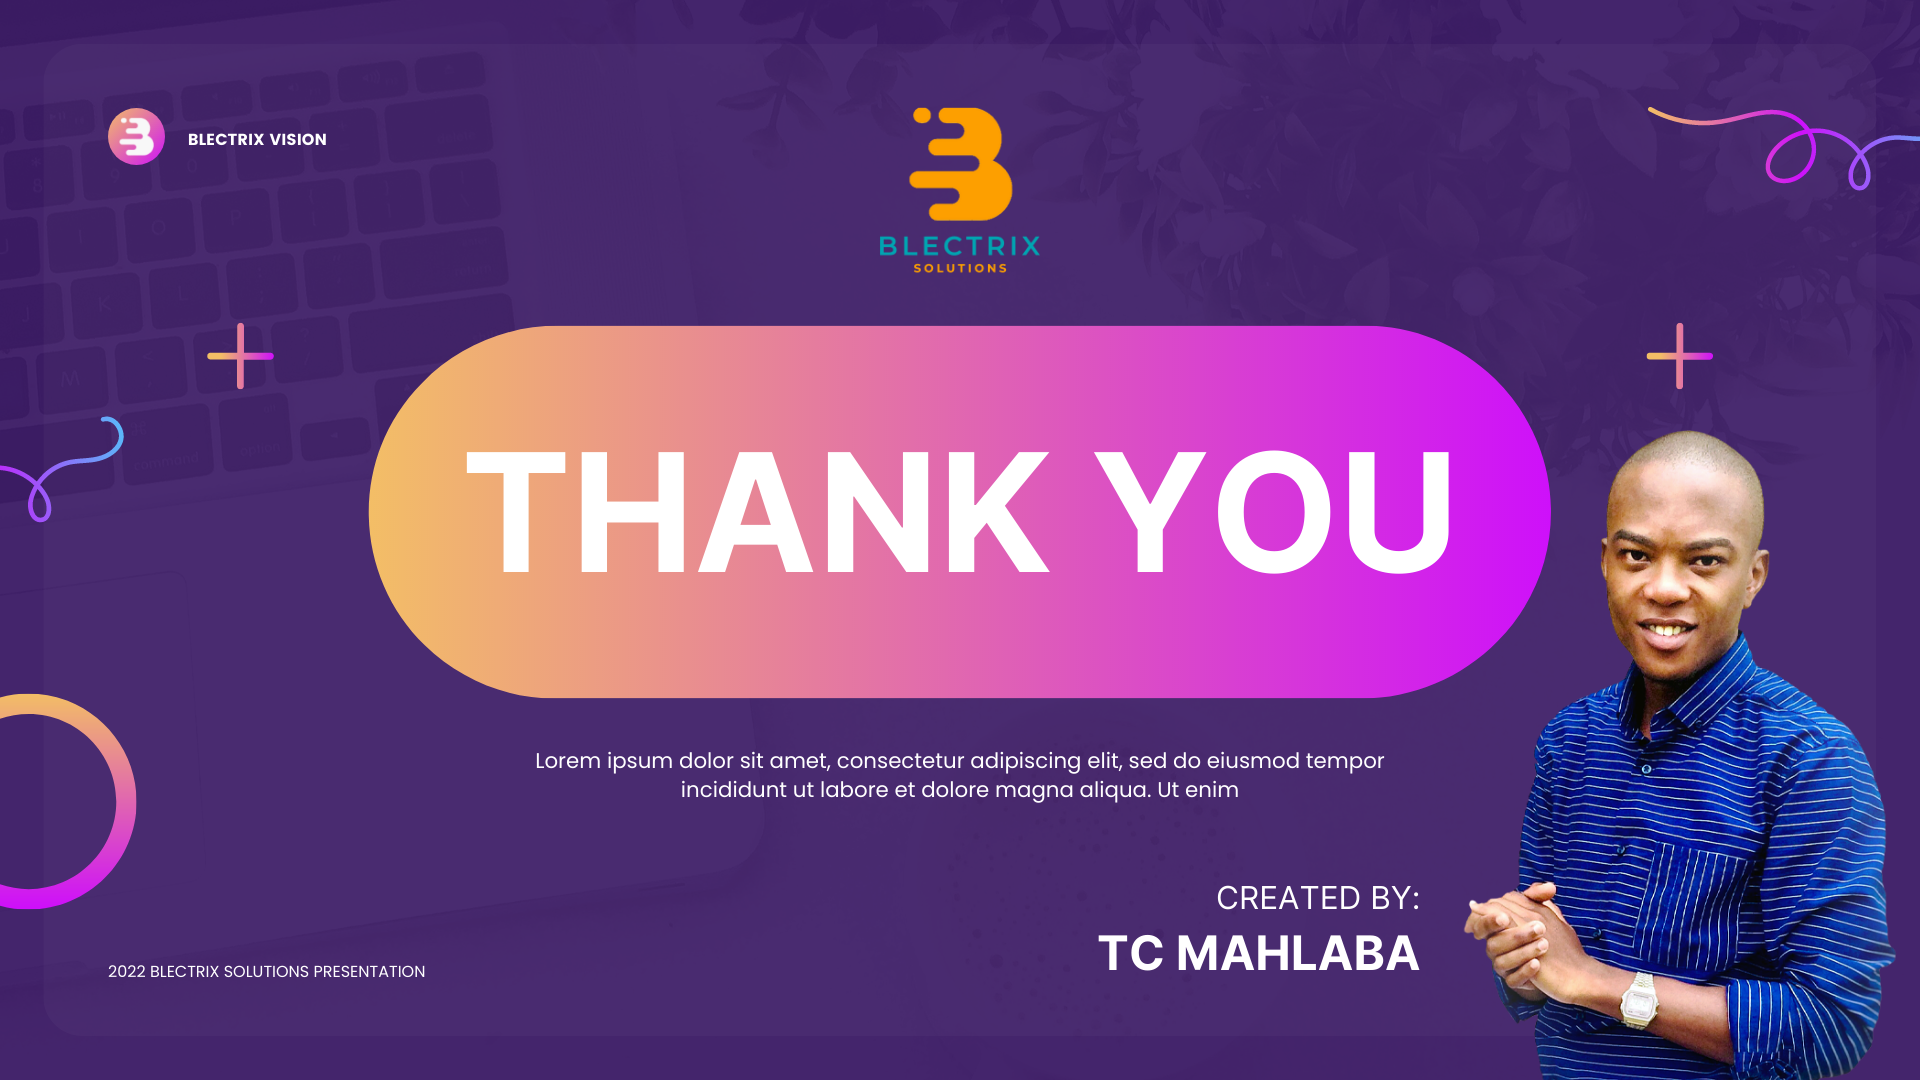 BLECTRIX VISION
BLECTRIX
SOLUTIONS
THANK YOU
Lorem ipsum dolor sit amet, consectetur adipiscing elit, sed do eiusmod tempor
incididunt ut labore et dolore magna aliqua. Ut enim
CREATED BY:
TC MAHLABA
2022 BLECTRIX SOLUTIONS PRESENTATION